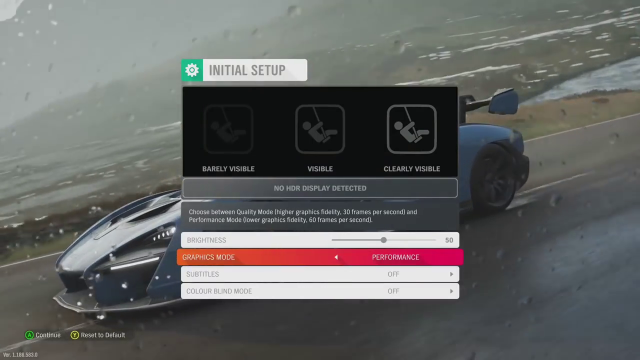 INITIAL SETUP
BARELY VISIBLE
VISIBLE
CLEARLY VISIBLE
NO HDR DISPLAY DETECTED
Choose between Quality Mode (higher graphics fidelity, 30 frames per second) and
Performance Mode (lower graphics fidelity, 60 frames per second).
BRIGHTNESS 50
GRAPHICS MODE PERFORMANCE
SUBTITLES OFF
COLOUR BLIND MODE OFF
A Continue Y Reset to Default